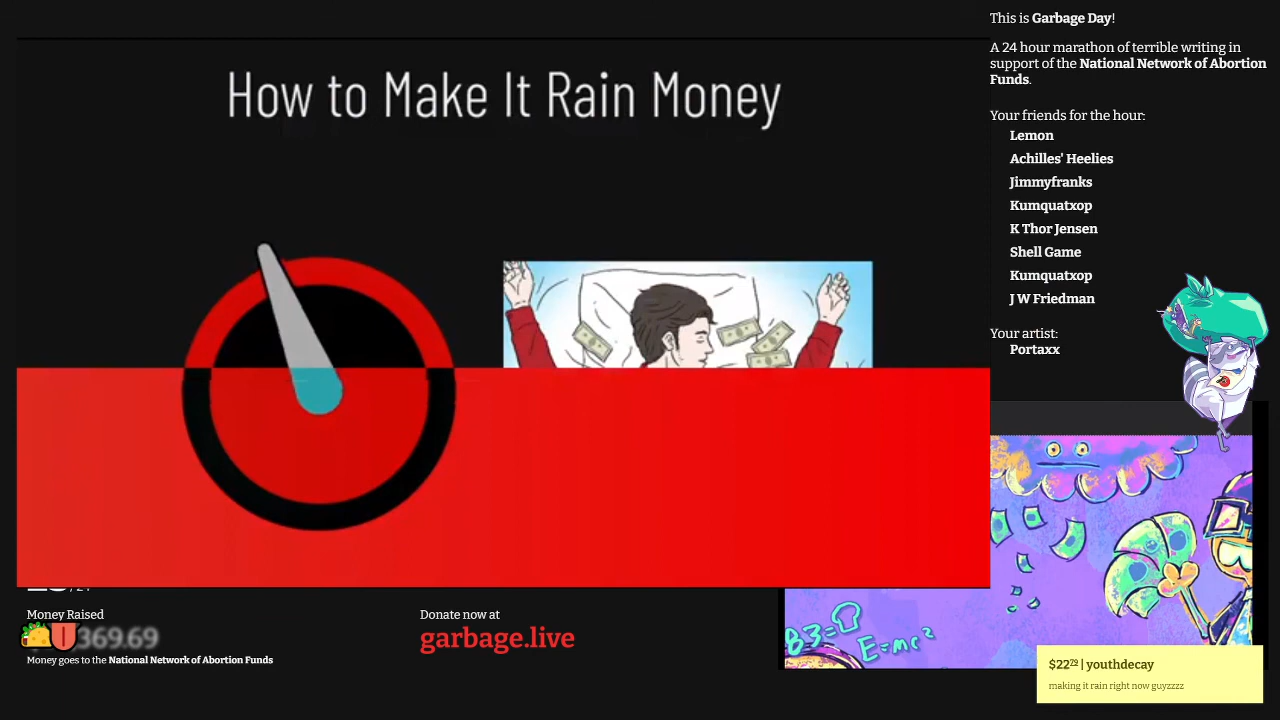 This is Garbage Day!
A 24 hour marathon of terrible writing in
support of the National Network of Abortion
Funds.
Your friends for the hour:
Lemon
Achilles' Heelies
Jimmyfranks
Kumquatxop
K Thor Jensen
Shell Game
Kumquatxop
J W Friedman
Your artist:
Portaxx
How to Make It Rain Money
Money Raised
369.69
Money goes to the National Network of Abortion Funds
Donate now at
garbage.live
E=mc²
$22.79 | youthdecay
making it rain right now guyzzzz